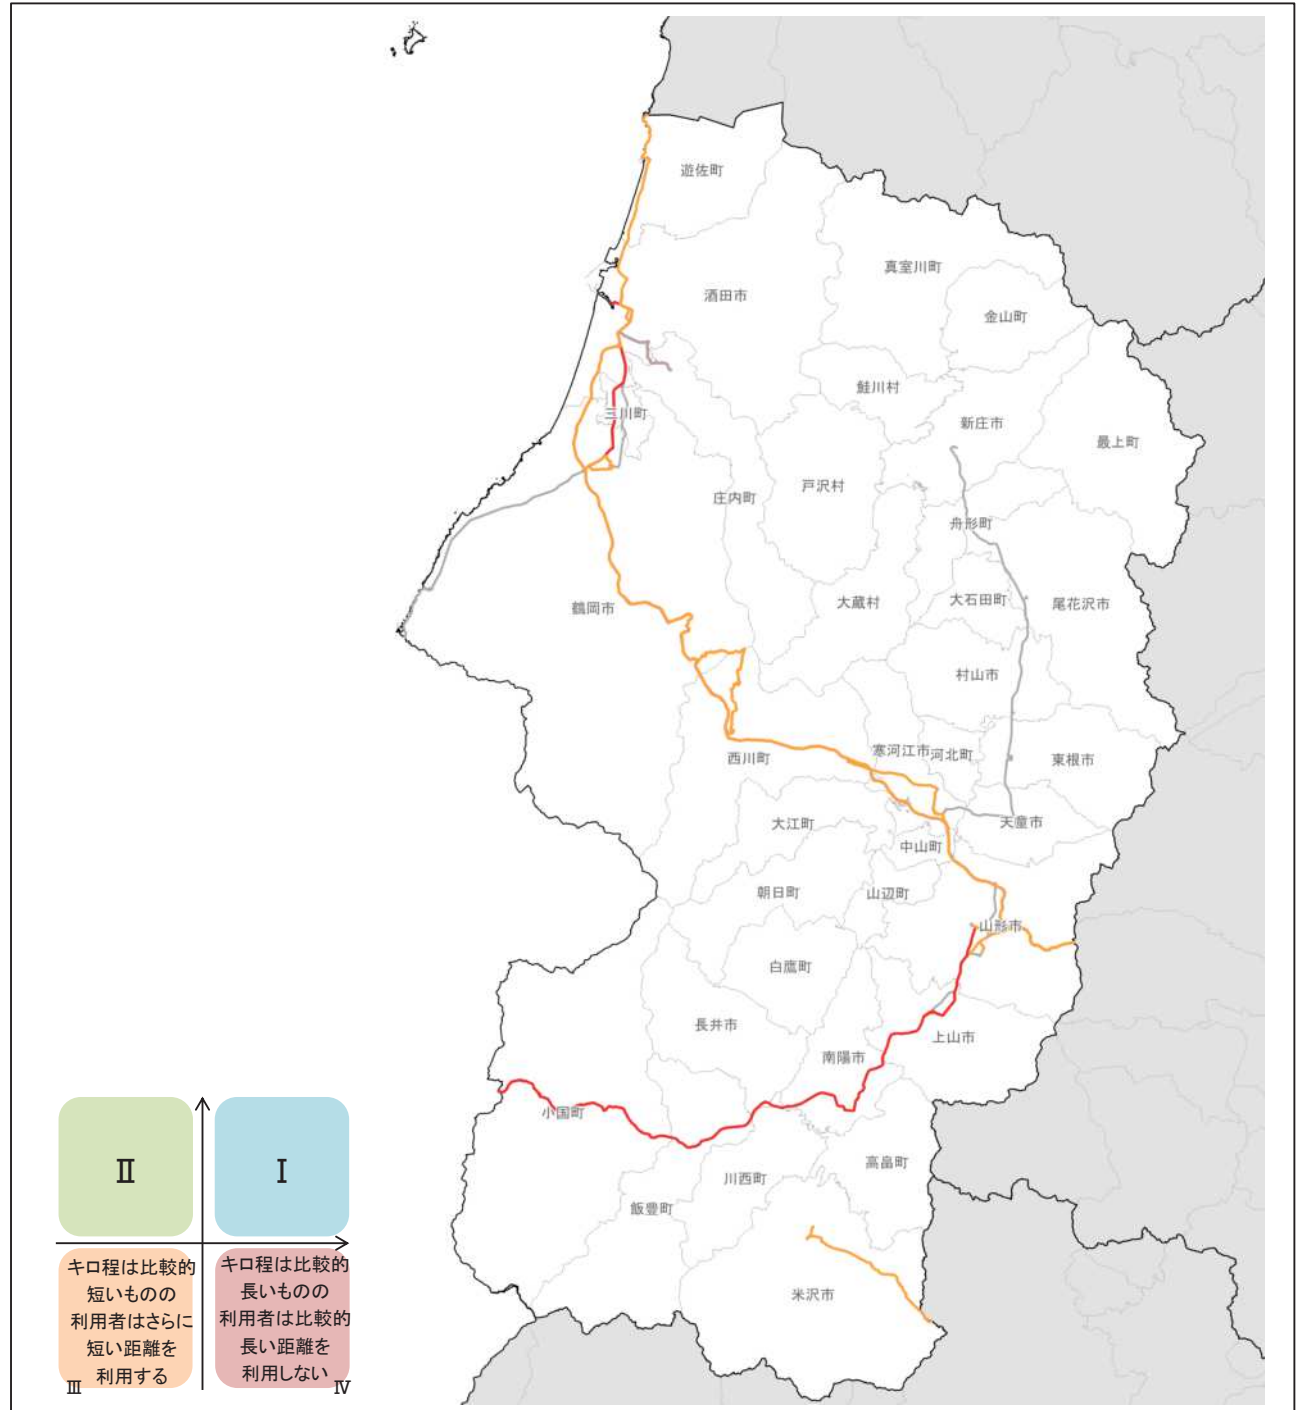 遊佐町
真室川町
酒田市
金山町
鮭川村
三川町
新庄市
最上町
戸沢村
庄内町
舟形町
大蔵村
大石田町
尾花沢市
鶴岡市
村山市
寒河江市
河北町
西川町
東根市
大江町
天童市
中山町
朝日町
山辺町
山形市
白鷹町
長井市
上山市
南陽市
小国町
高畠町
川西町
飯豊町
米沢市
Ⅱ
Ⅰ
キロ程は比較的
短いものの
利用者はさらに
短い距離を
利用する
Ⅲ
キロ程は比較的
長いものの
利用者は比較的
長い距離を
利用しない
Ⅳ